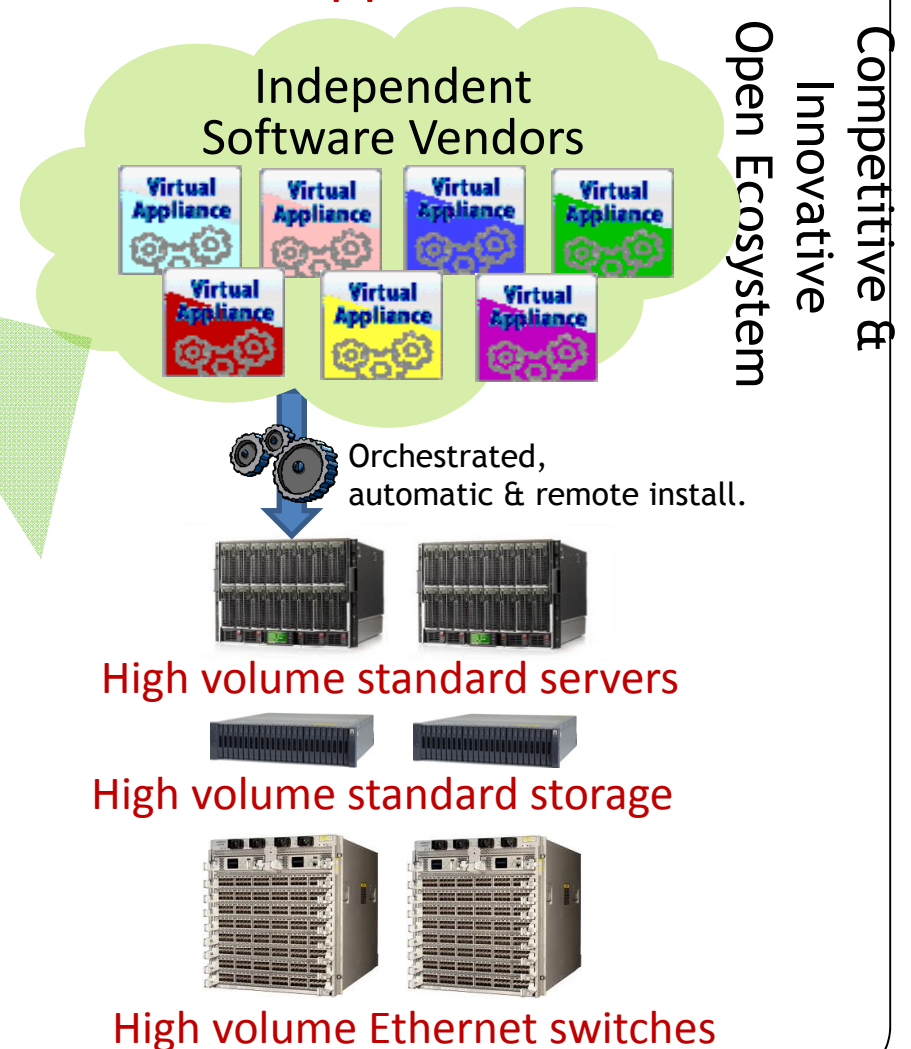 Independent
Software Vendors
Virtual
Appliance
Virtual
Appliance
Virtual
Appliance
Virtual
Appliance
Virtual
Appliance
Virtual
Appliance
Virtual
Appliance
Competitive &
Innovative
Open Ecosystem
Orchestrated,
automatic & remote install.
High volume standard servers
High volume standard storage
High volume Ethernet switches